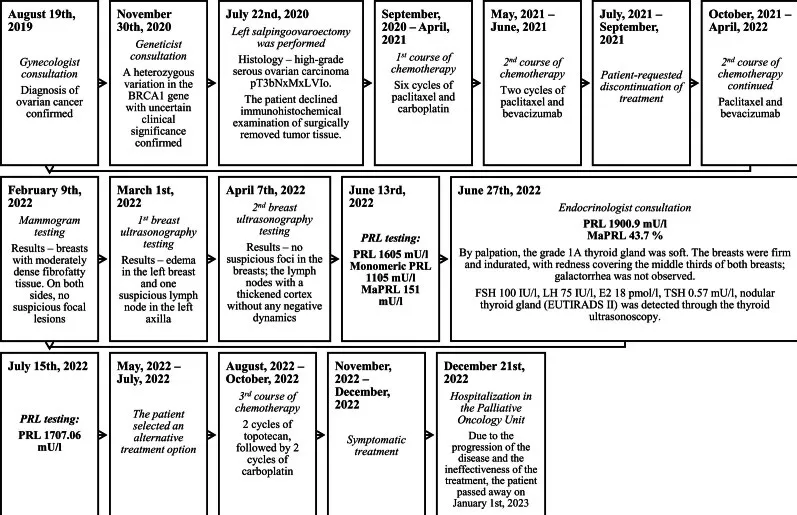 August 19th,
2019
Gynecologist
consultation
Diagnosis of
ovarian cancer
confirmed
November
30th, 2020
Geneticist
consultation
A heterozygous
variation in the
BRCA1 gene
with uncertain
clinical
significance
confirmed
July 22nd, 2020
Left salpingoovaroectomy
was performed
Histology – high-grade
serous ovarian carcinoma
pT3bNxMxLVIo.
The patient declined
immunohistochemical
examination of surgically
removed tumor tissue.
September,
2020 – April,
2021
1st course of
chemotherapy
Six cycles of
paclitaxel and
carboplatin
May, 2021 –
June, 2021
2nd course of
chemotherapy
Two cycles of
paclitaxel and
bevacizumab
July, 2021 –
September,
2021
Patient-requested
discontinuation of
treatment
October, 2021 –
April, 2022
2nd course of
chemotherapy
continued
Paclitaxel and
bevacizumab
February 9th,
2022
Mammogram
testing
Results – breasts
with moderately
dense fibrofatty
tissue. On both
sides, no
suspicious focal
lesions
March 1st,
2022
1st breast
ultrasonography
testing
Results – edema
in the left breast
and one
suspicious lymph
node in the left
axilla
April 7th, 2022
2nd breast
ultrasonography
testing
Results – no
suspicious foci in
the breasts; the
lymph nodes with
a thickened cortex
without any negative
dynamics
June 13rd,
2022
PRL testing:
PRL 1605 mU/l
Monomeric PRL
1105 mU/l
MaPRL 151
mU/l
June 27th, 2022
Endocrinologist consultation
PRL 1900.9 mU/l
MaPRL 43.7 %
By palpation, the grade 1A thyroid gland was soft. The breasts were firm
and indurated, with redness covering the middle thirds of both breasts;
galactorrhea was not observed.
FSH 100 IU/l, LH 75 IU/l, E2 18 pmol/l, TSH 0.57 mU/l, nodular
thyroid gland (EUTIRADS II) was detected through the thyroid
ultrasonoscopy.
July 15th, 2022
PRL testing:
PRL 1707.06
mU/l
May, 2022 –
July, 2022
The patient
selected an
alternative
treatment option
August, 2022 –
October, 2022
3rd course of
chemotherapy
2 cycles of
topotecan,
followed by 2
cycles of
carboplatin
November,
2022 –
December,
2022
Symptomatic
treatment
December 21st,
2022
Hospitalization in
the Palliative
Oncology Unit
Due to the
progression of the
disease and the
ineffectiveness of the
treatment, the patient
passed away on
January 1st, 2023